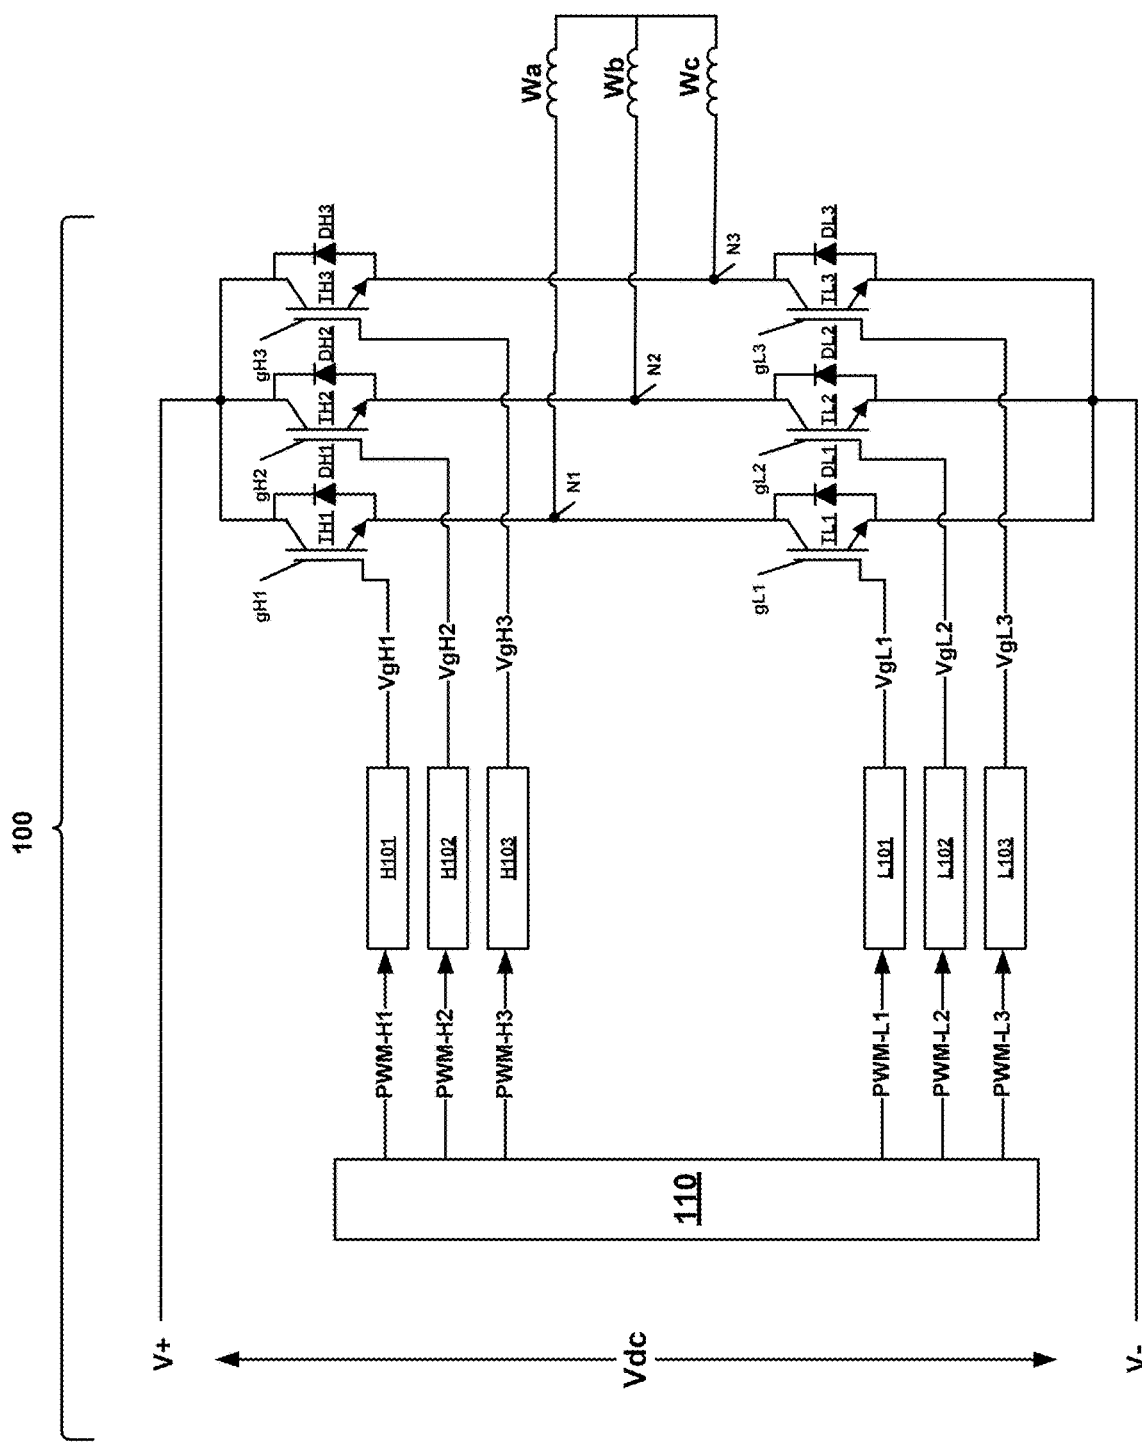 100
V+
Vdc
V-
110
PWM-H1
PWM-H2
PWM-H3
PWM-L1
PWM-L2
PWM-L3
H101
H102
H103
L101
L102
L103
VgH1
VgH2
VgH3
VgL1
VgL2
VgL3
gH1
TH1
DH1
gH2
TH2
DH2
gH3
TH3
DH3
N1
N2
N3
gL1
TL1
DL1
gL2
TL2
DL2
gL3
TL3
DL3
Wa
Wb
Wc